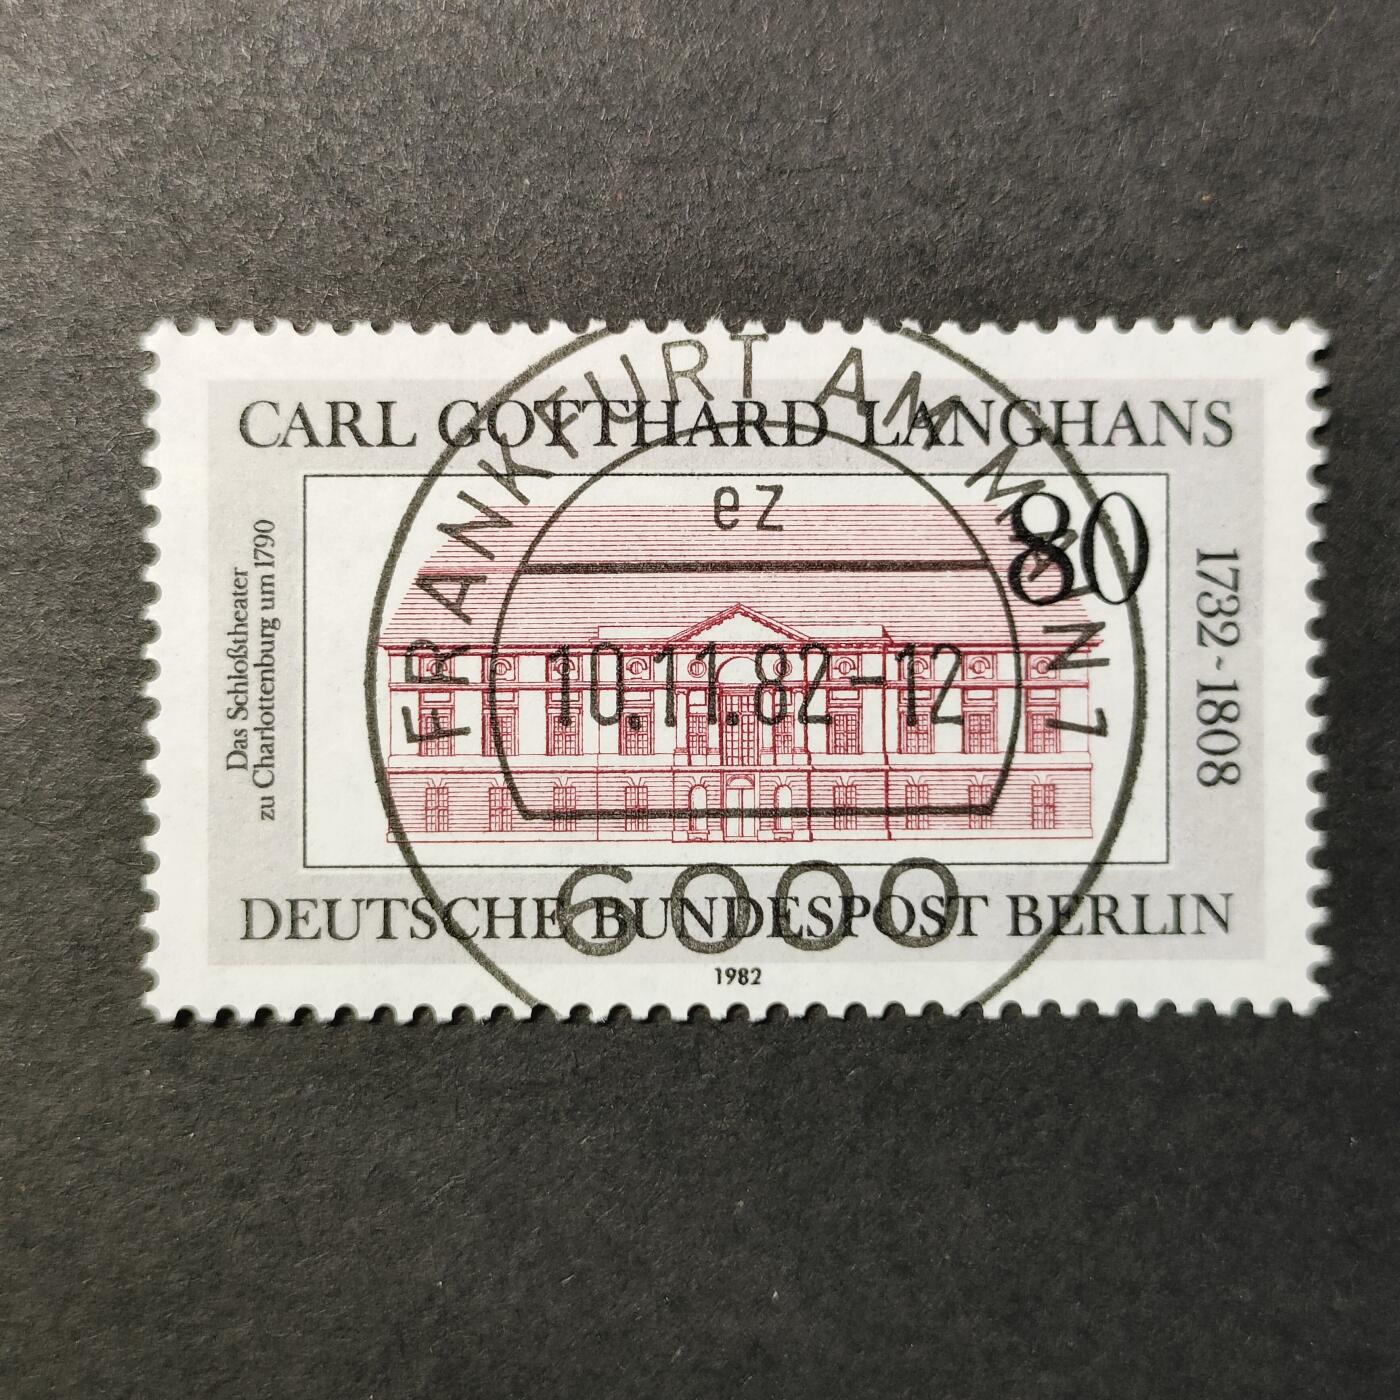 CARL GOTTHARD LANGHANS
80
1732-1808
Das Schloßtheater
zu Charlottenburg um 1790
DEUTSCHE BUNDESPOST BERLIN
1982
FRANKFURT AM MAIN 1
ez
10.11.82-12
6000